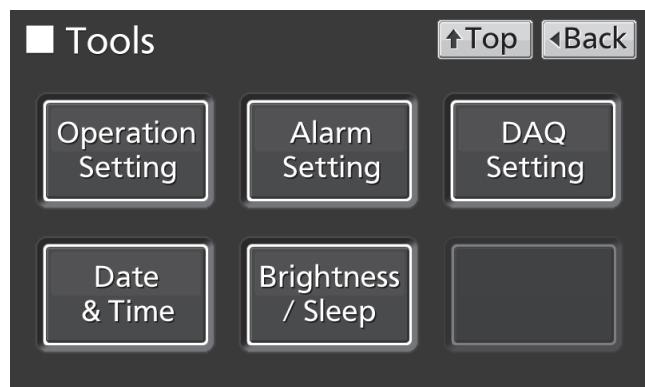 Tools
Top
Back
Operation
Setting
Alarm
Setting
DAQ
Setting
Date
& Time
Brightness
/ Sleep